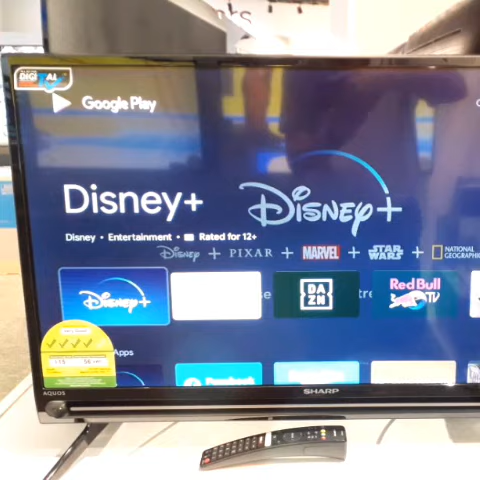 DIGITAL
Google Play
Disney+
Disney+
Disney • Entertainment • Rated for 12+
Disney + PIXAR + MARVEL + STAR WARS + NATIONAL GEOGRAPHIC
Disney+
DAZN
Red Bull
TV
Apps
Facebook
AQUOS
SHARP